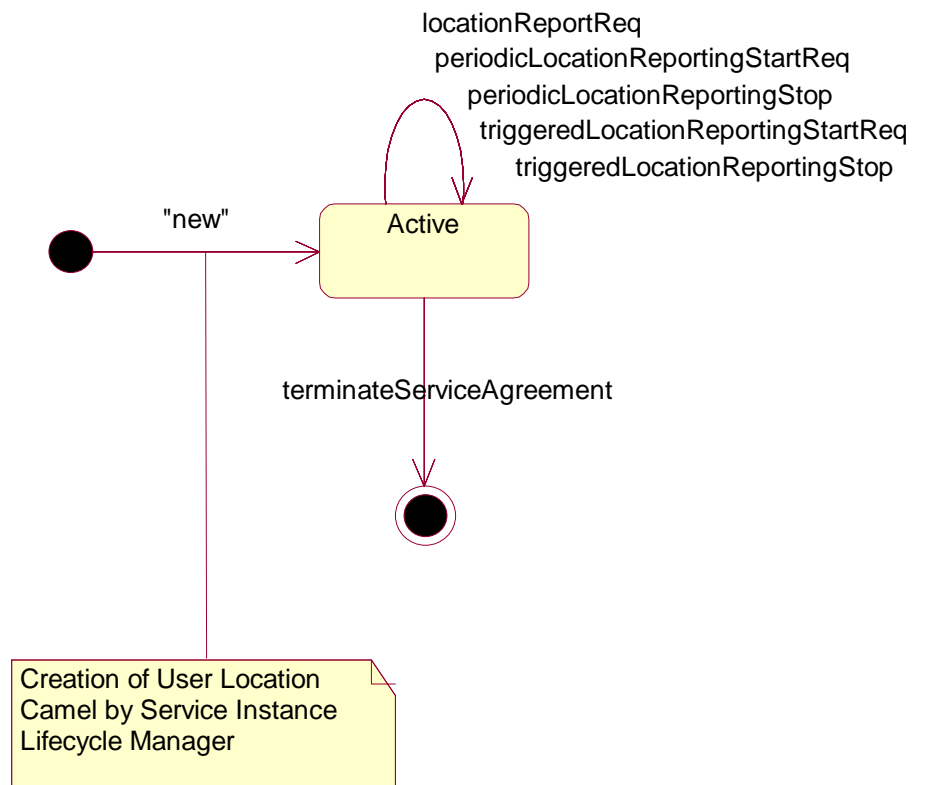 locationReportReq
periodicLocationReportingStartReq
periodicLocationReportingStop
triggeredLocationReportingStartReq
triggeredLocationReportingStop
"new"
Active
terminateServiceAgreement
Creation of User Location
Camel by Service Instance
Lifecycle Manager